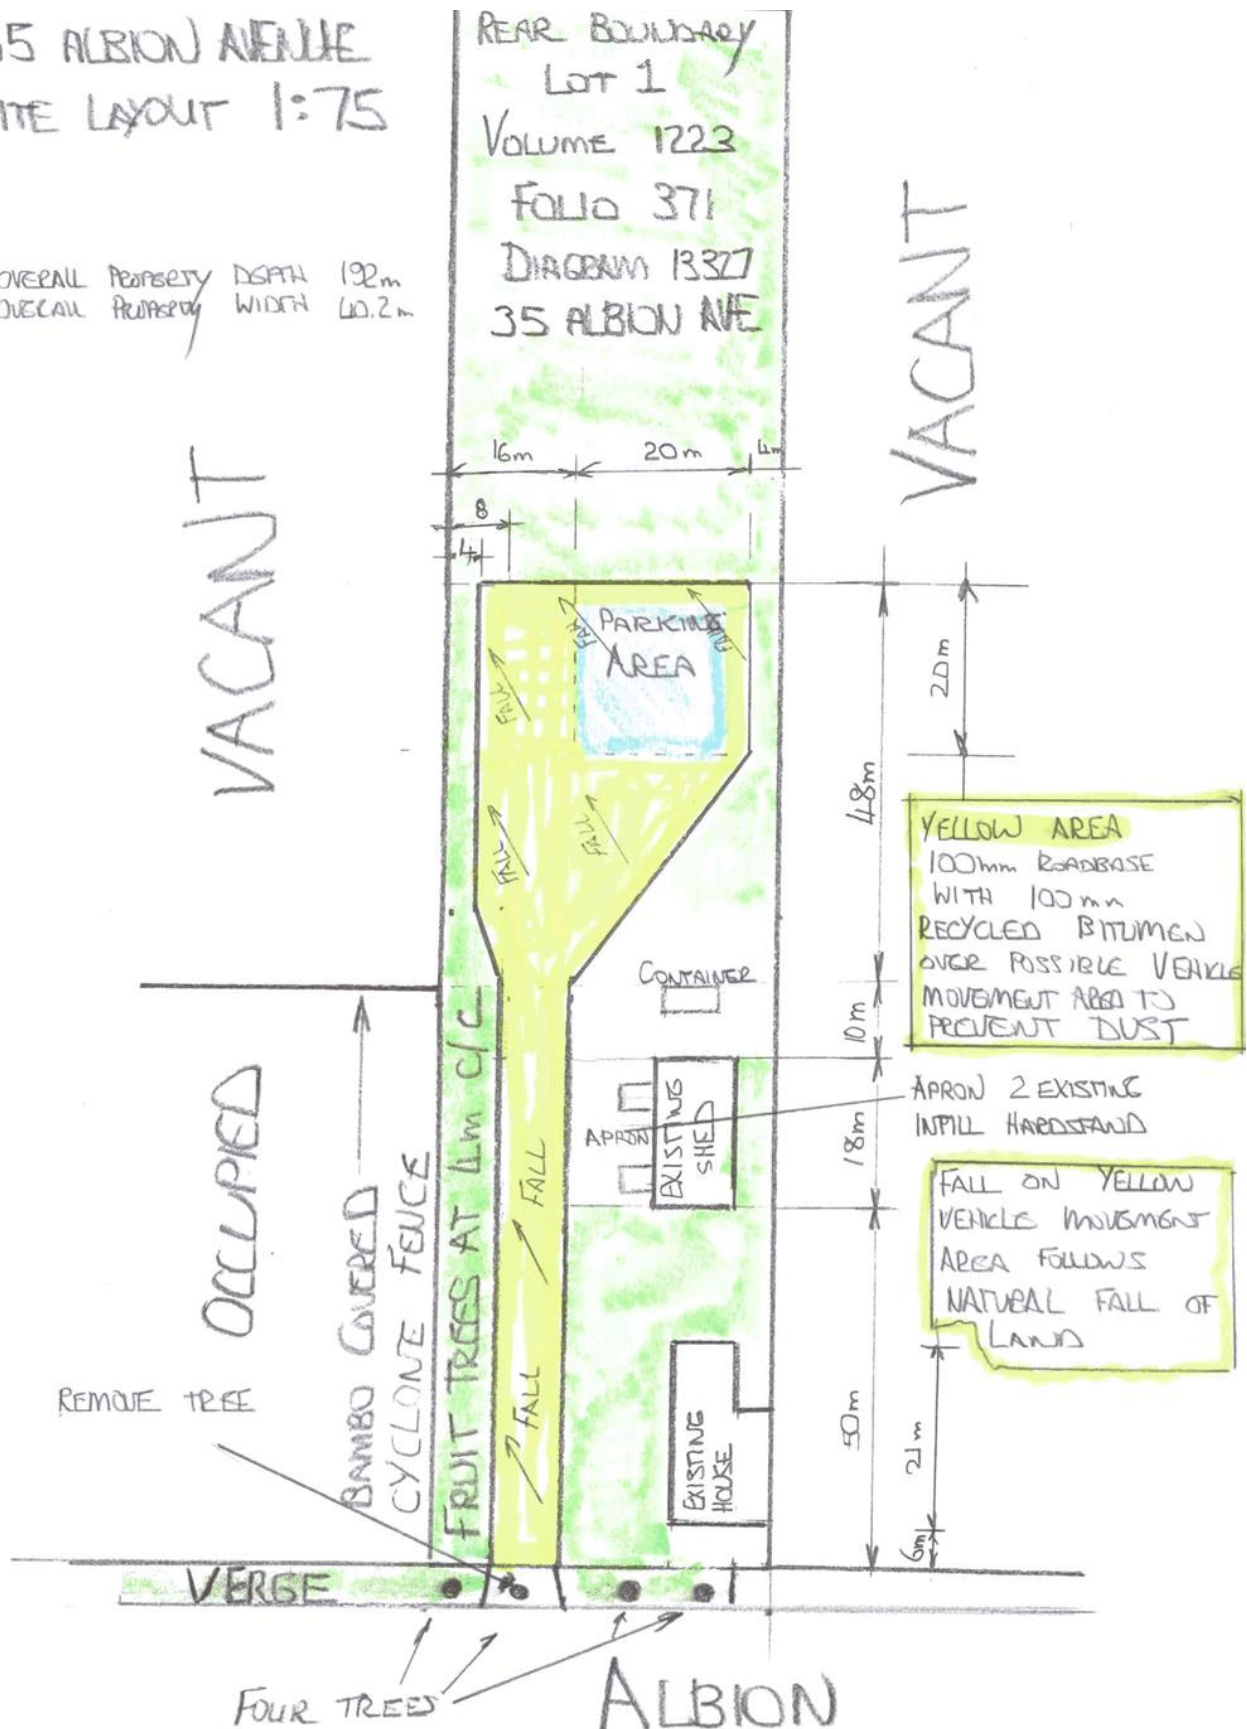 35 ALBION AVENUE
SITE LAYOUT 1:75
OVERALL PROPERTY DEPTH 192m
OVERALL PROPERTY WIDTH 40.2m
REAR BOUNDARY
LOT 1
VOLUME 1223
FOLIO 371
DIAGRAM 13327
35 ALBION AVE
VACANT
VACANT
16m
20m
4m
8
4
PARKING
AREA
FALL
FALL
FALL
FALL
FALL
20m
48m
YELLOW AREA
100mm ROADBASE
WITH 100mm
RECYCLED BITUMEN
OVER POSSIBLE VEHICLE
MOVEMENT AREA TO
PREVENT DUST
CONTAINER
10m
OCCUPIED
BAMBO COVERED
CYCLONE FENCE
FRUIT TREES AT 4m C/C
EXISTING
SHED
APRON
18m
APRON 2 EXISTING
INFILL HARDSTAND
FALL
FALL
FALL ON YELLOW
VEHICLE MOVEMENT
AREA FOLLOWS
NATURAL FALL OF
LAND
REMOVE TREE
EXISTING
HOUSE
50m
21m
6m
VERGE
FOUR TREES
ALBION